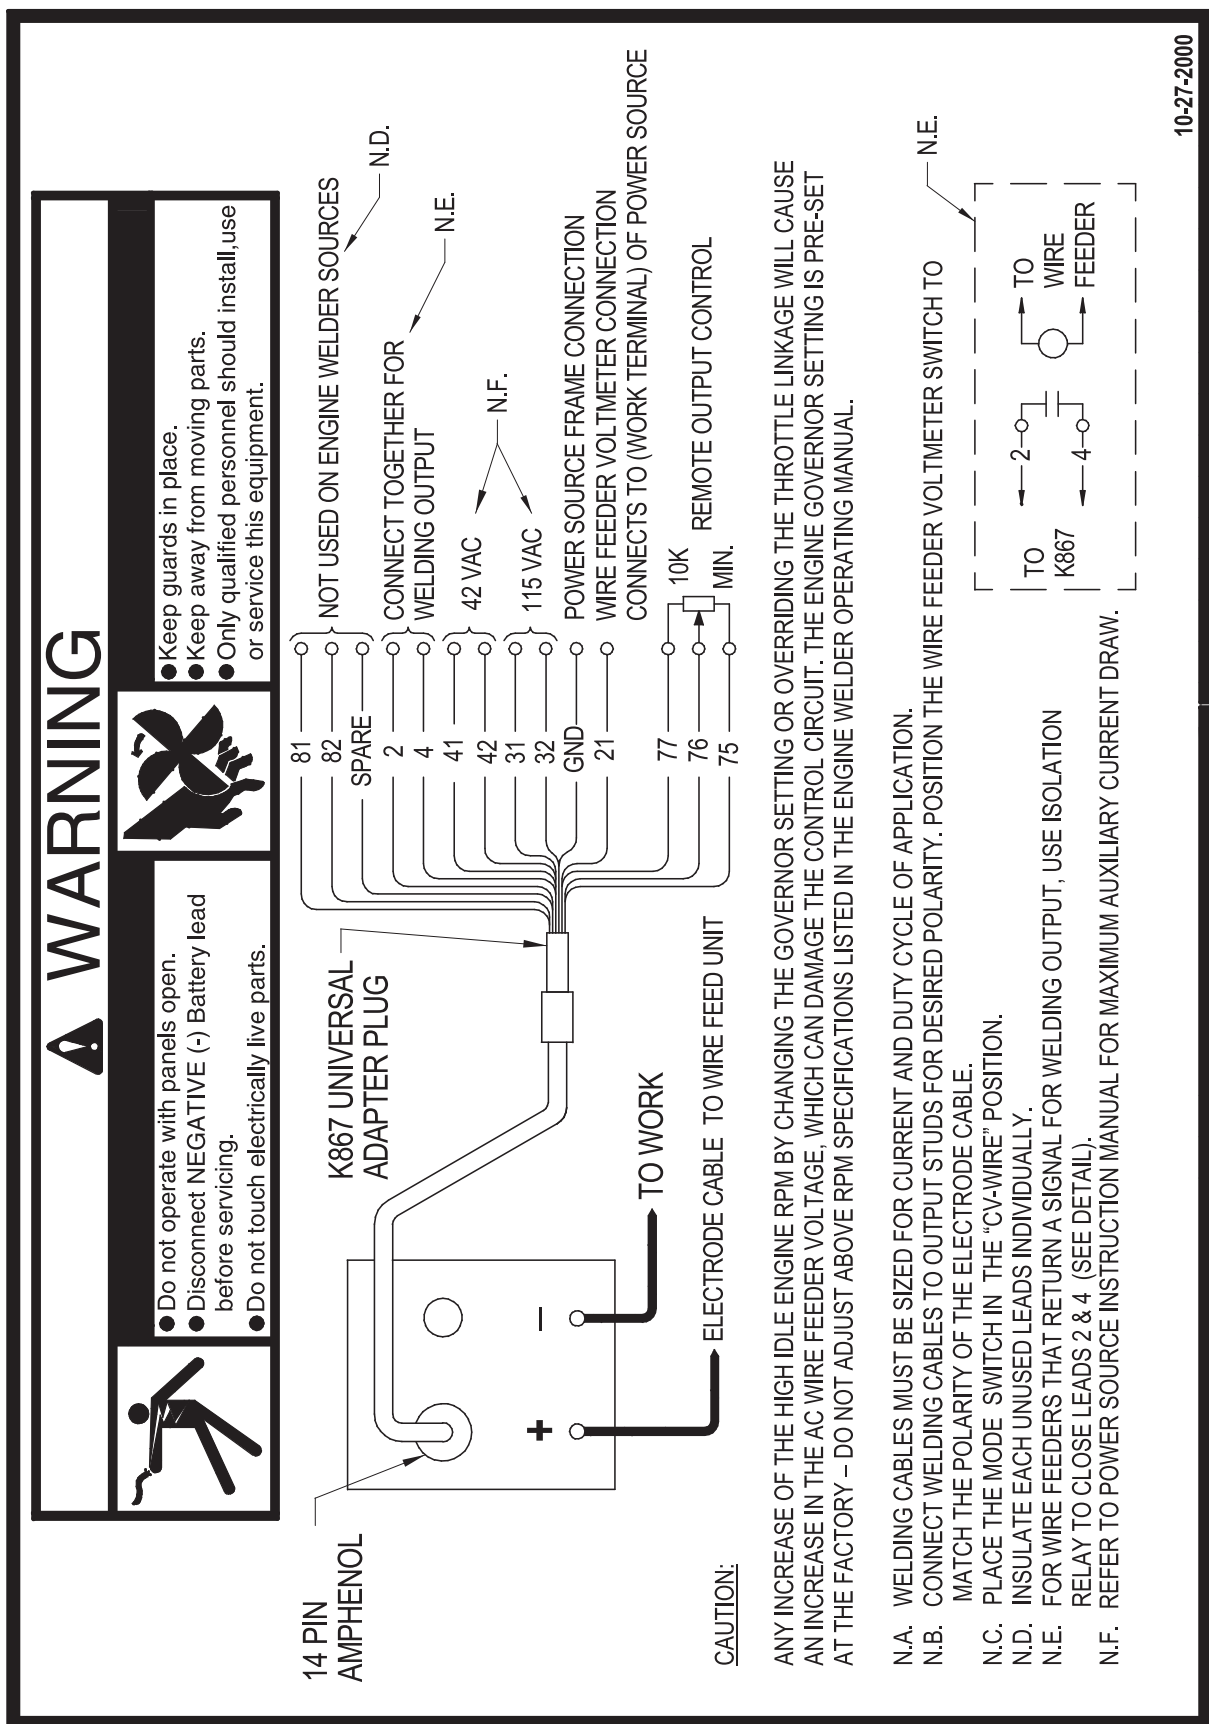 WARNING
Do not operate with panels open.
Disconnect NEGATIVE (-) Battery lead
before servicing.
Do not touch electrically live parts.
Keep guards in place.
Keep away from moving parts.
Only qualified personnel should install,use
or service this equipment.
14 PIN
AMPHENOL
K867 UNIVERSAL
ADAPTER PLUG
81
82
SPARE
2
4
41
42
31
32
GND
21
77
76
75
NOT USED ON ENGINE WELDER SOURCES
N.D.
CONNECT TOGETHER FOR
WELDING OUTPUT
N.E.
42 VAC
115 VAC
N.F.
POWER SOURCE FRAME CONNECTION
WIRE FEEDER VOLTMETER CONNECTION
CONNECTS TO (WORK TERMINAL) OF POWER SOURCE
10K
MIN.
REMOTE OUTPUT CONTROL
+
–
TO WORK
ELECTRODE CABLE TO WIRE FEED UNIT
CAUTION:
ANY INCREASE OF THE HIGH IDLE ENGINE RPM BY CHANGING THE GOVERNOR SETTING OR OVERRIDING THE THROTTLE LINKAGE WILL CAUSE
AN INCREASE IN THE AC WIRE FEEDER VOLTAGE, WHICH CAN DAMAGE THE CONTROL CIRCUIT. THE ENGINE GOVERNOR SETTING IS PRE-SET
AT THE FACTORY – DO NOT ADJUST ABOVE RPM SPECIFICATIONS LISTED IN THE ENGINE WELDER OPERATING MANUAL.
N.A. WELDING CABLES MUST BE SIZED FOR CURRENT AND DUTY CYCLE OF APPLICATION.
N.B. CONNECT WELDING CABLES TO OUTPUT STUDS FOR DESIRED POLARITY. POSITION THE WIRE FEEDER VOLTMETER SWITCH TO
MATCH THE POLARITY OF THE ELECTRODE CABLE.
N.C. PLACE THE MODE SWITCH IN THE “CV-WIRE” POSITION.
N.D. INSULATE EACH UNUSED LEADS INDIVIDUALLY.
N.E. FOR WIRE FEEDERS THAT RETURN A SIGNAL FOR WELDING OUTPUT, USE ISOLATION
RELAY TO CLOSE LEADS 2 & 4 (SEE DETAIL).
N.F. REFER TO POWER SOURCE INSTRUCTION MANUAL FOR MAXIMUM AUXILIARY CURRENT DRAW.
N.E.
TO
K867
2
4
TO
WIRE
FEEDER
10-27-2000